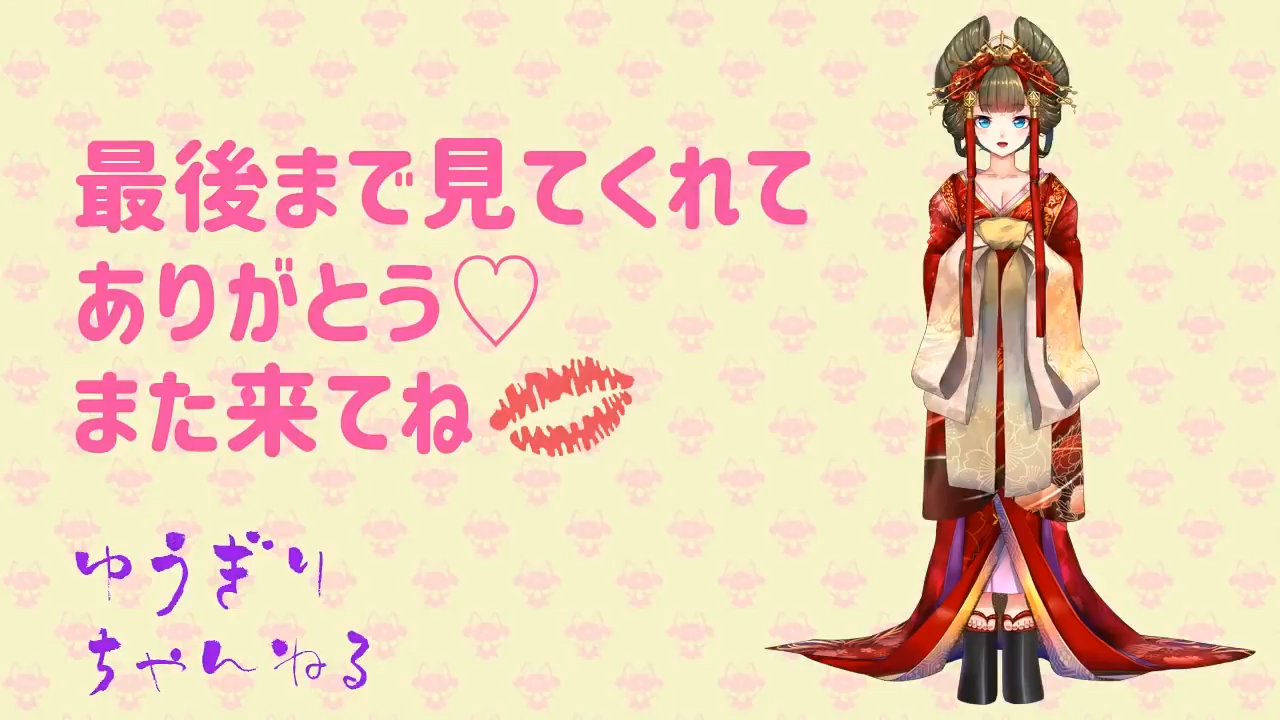 最後まで見てくれて
ありがとう♡
また来てね
ゆうぎり
ちゃんねる